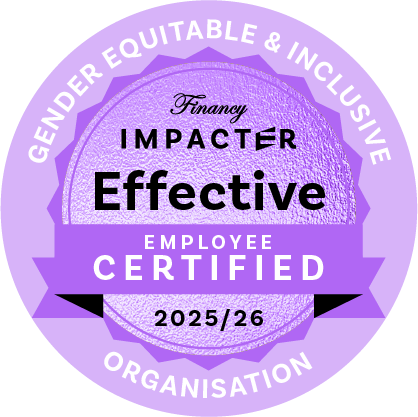 GENDER EQUITABLE & INCLUSIVE
Financy
IMPACTER
Effective
EMPLOYEE
CERTIFIED
2025/26
ORGANISATION